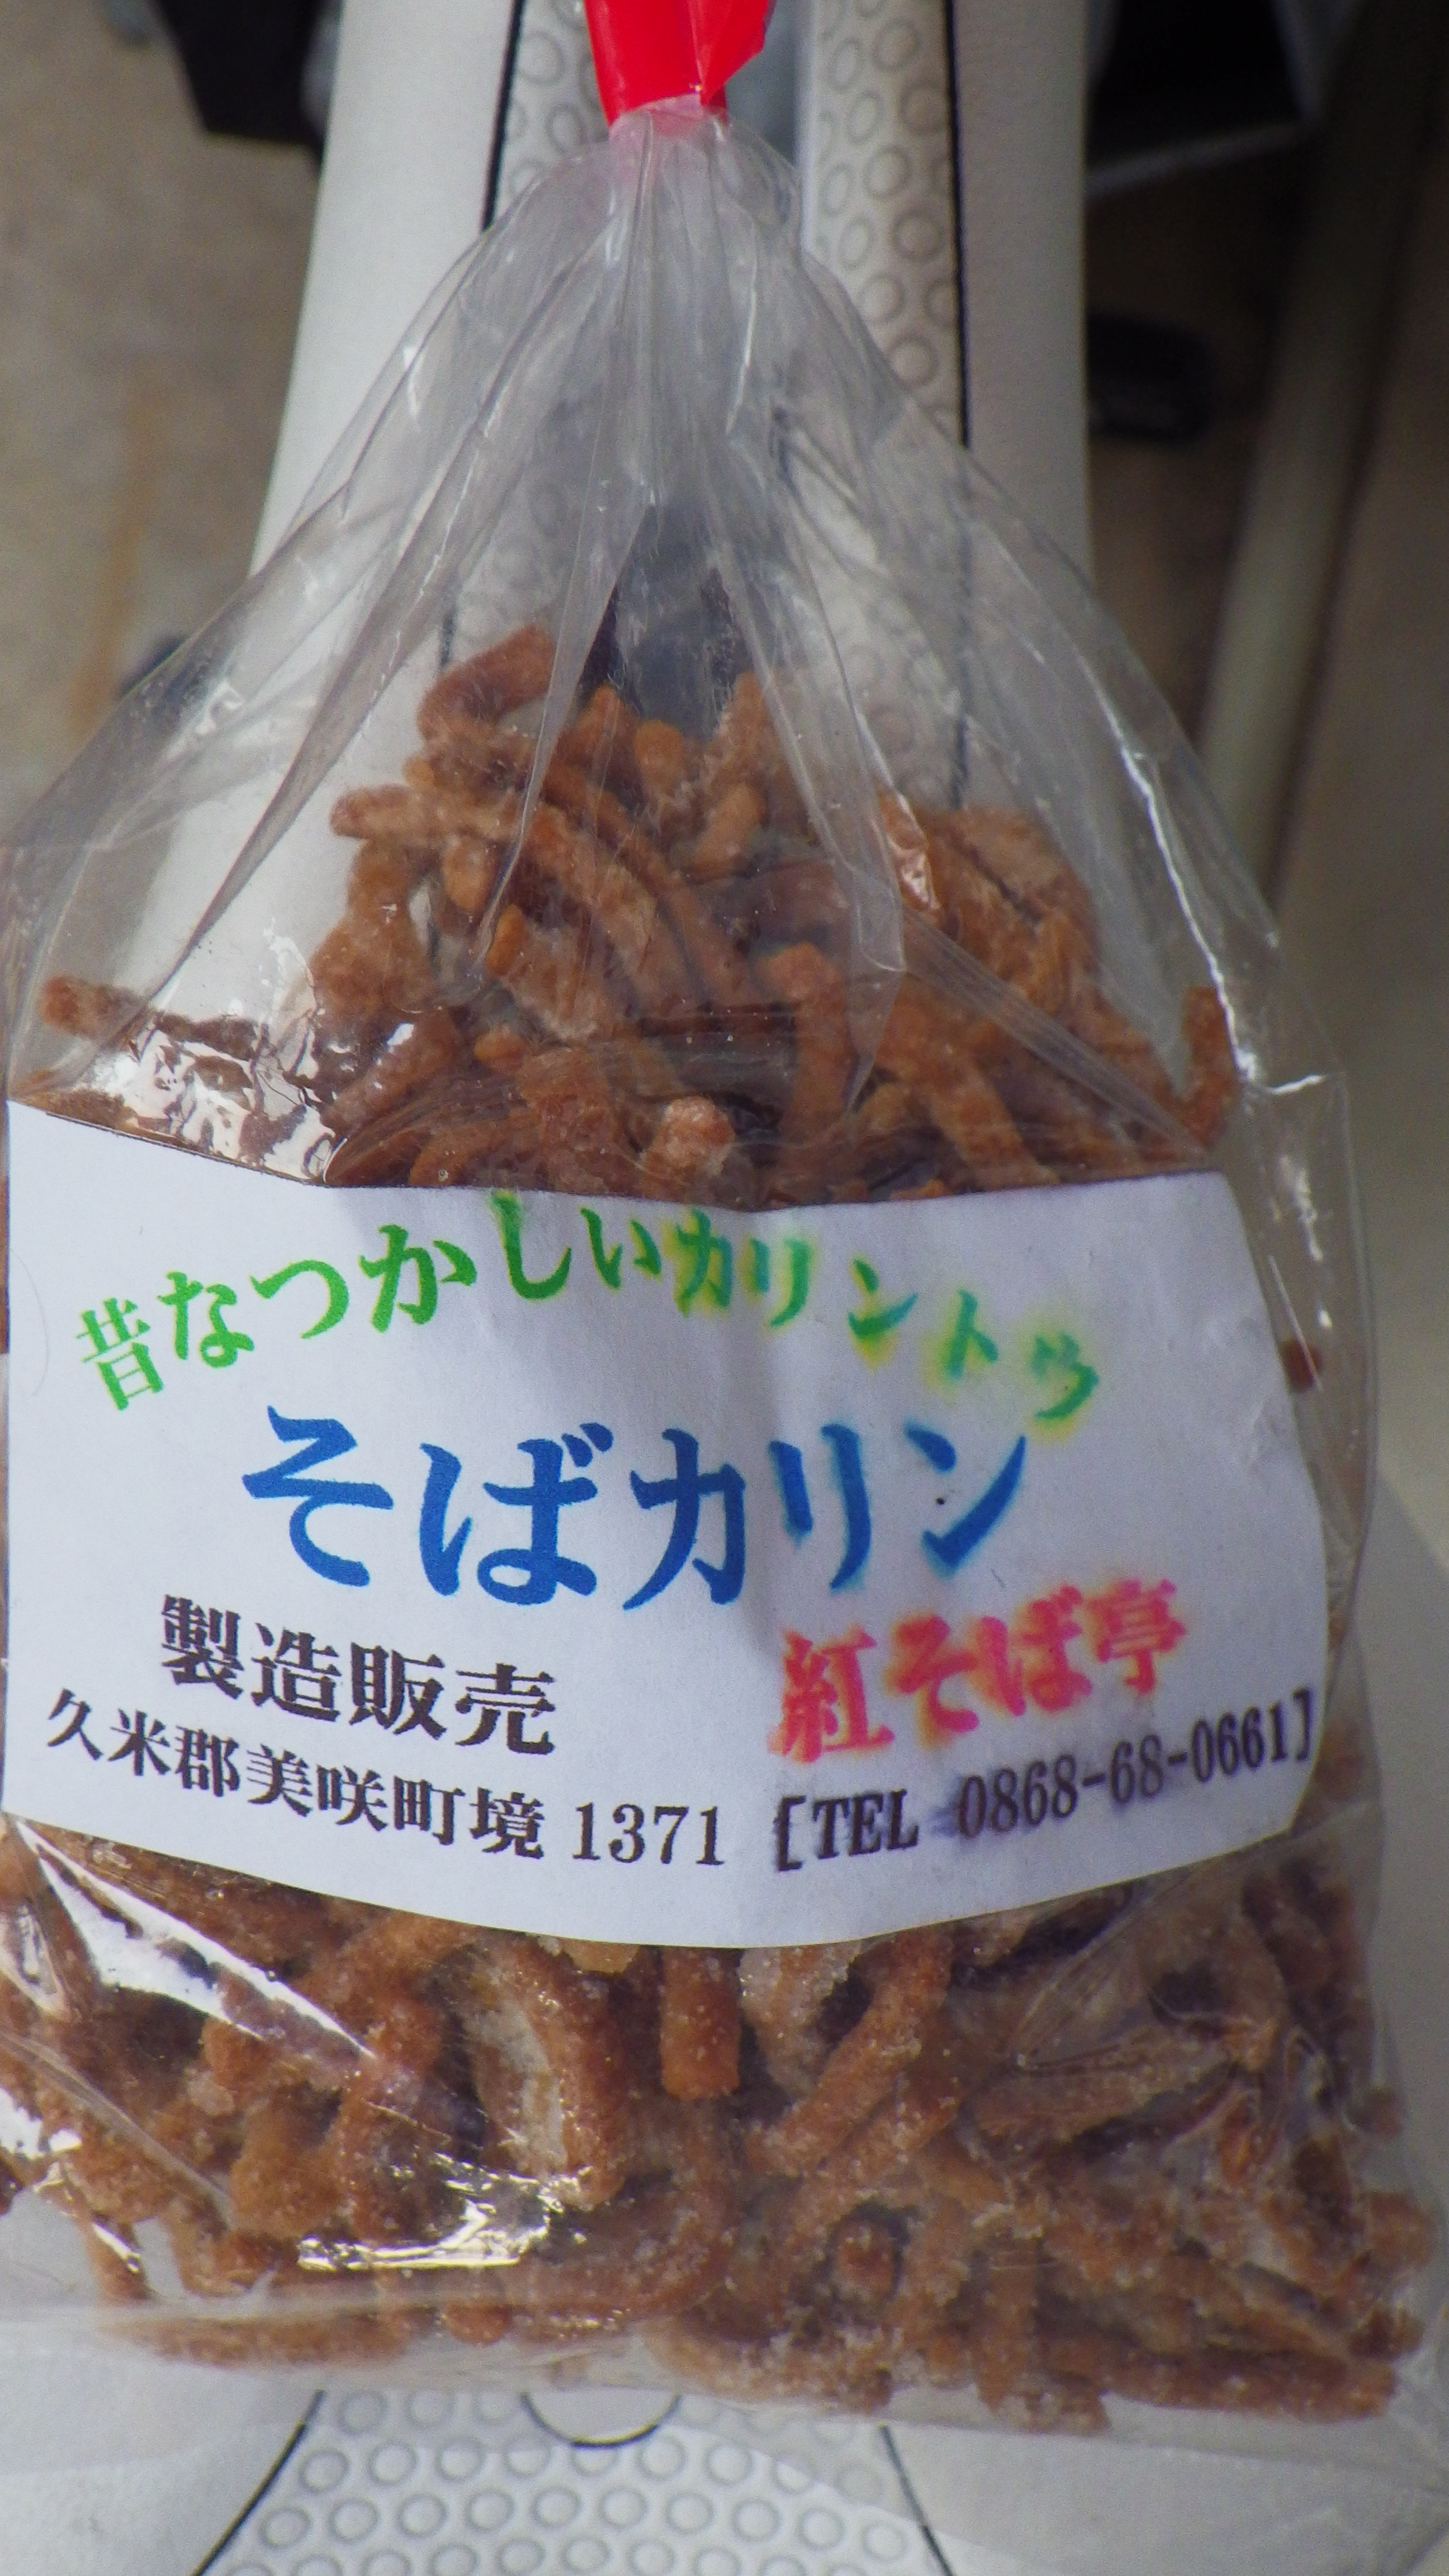 昔なつかしいカリントウ
そばカリン
製造販売 紅そば亭
久米郡美咲町境 1371 [TEL 0868-68-0661]